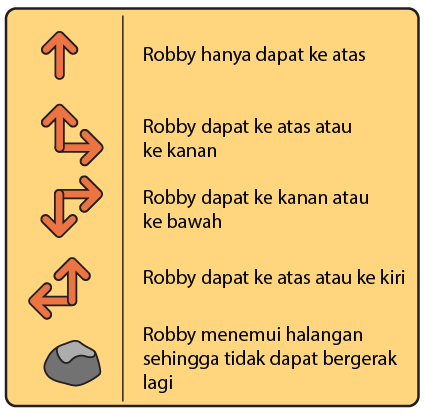 Robby hanya dapat ke atas
Robby dapat ke atas atau
ke kanan
Robby dapat ke kanan atau
ke bawah
Robby dapat ke atas atau ke kiri
Robby menemui halangan
sehingga tidak dapat bergerak
lagi